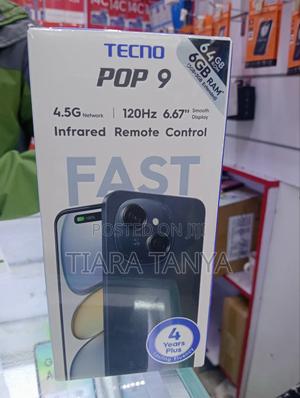 TECNO
POP 9
64GB
6GB RAM
4.5G Network | 120Hz 6.67" Smooth Display
Infrared Remote Control
FAST
POSTED ON JIJI
TIARA TANYA
4
Years
Plus